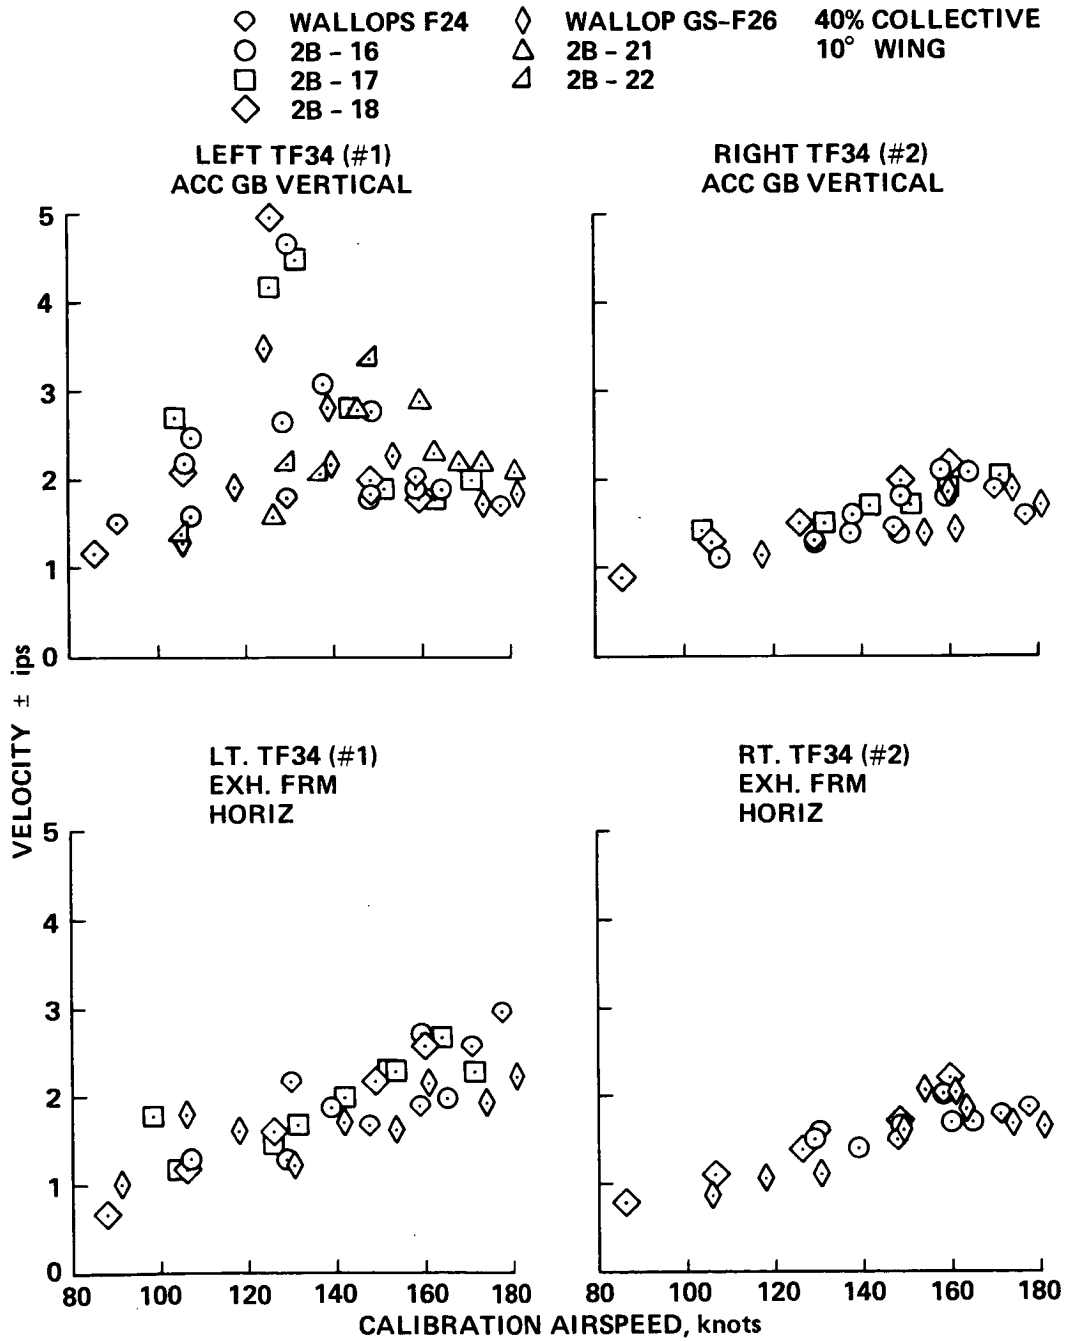 WALLOPS F24
2B – 16
2B – 17
2B – 18
WALLOP GS–F26
2B – 21
2B – 22
40% COLLECTIVE
10° WING
LEFT TF34 (#1)
ACC GB VERTICAL
RIGHT TF34 (#2)
ACC GB VERTICAL
5
4
3
2
1
0
VELOCITY ± ips
LT. TF34 (#1)
EXH. FRM
HORIZ
RT. TF34 (#2)
EXH. FRM
HORIZ
5
4
3
2
1
0
80 100 120 140 160 180
80 100 120 140 160 180
CALIBRATION AIRSPEED, knots